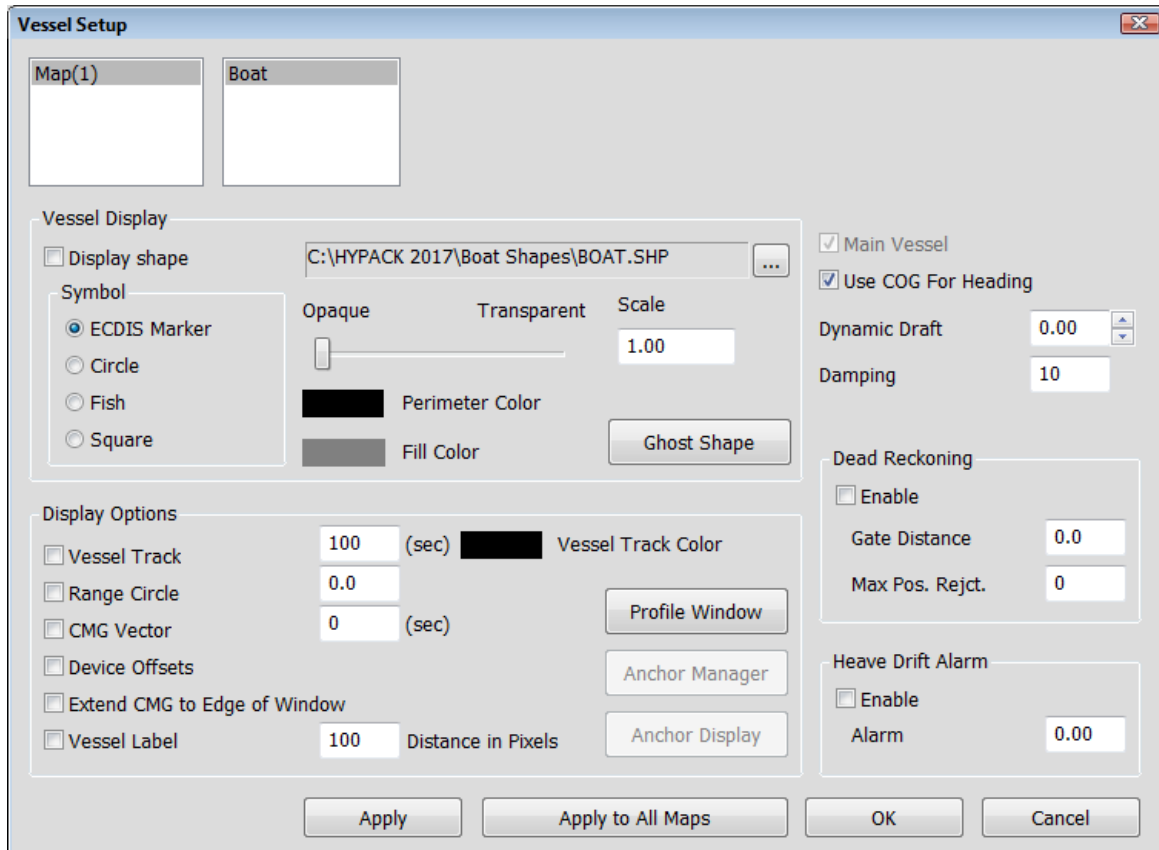 Vessel Setup
Map(1)
Boat
Vessel Display
Display shape
C:\HYPACK 2017\Boat Shapes\BOAT.SHP
...
Symbol
ECDIS Marker
Circle
Fish
Square
Opaque
Transparent
Scale
1.00
Perimeter Color
Fill Color
Ghost Shape
Main Vessel
Use COG For Heading
Dynamic Draft
0.00
Damping
10
Dead Reckoning
Enable
Gate Distance
0.0
Max Pos. Rejct.
0
Display Options
Vessel Track
100
(sec)
Vessel Track Color
Range Circle
0.0
CMG Vector
0
(sec)
Device Offsets
Extend CMG to Edge of Window
Vessel Label
100
Distance in Pixels
Profile Window
Anchor Manager
Anchor Display
Heave Drift Alarm
Enable
Alarm
0.00
Apply
Apply to All Maps
OK
Cancel